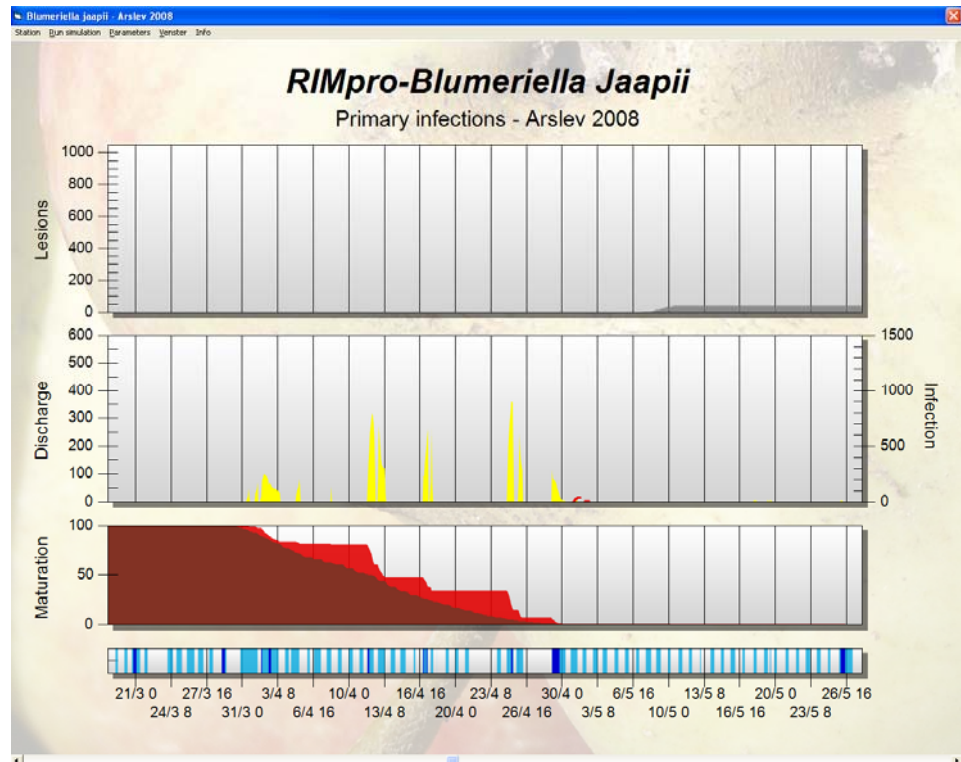 Blumeriella jaapii - Arslev 2008
Station Run simulation Parameters Venster Info
RIMpro-Blumeriella Jaapii
Primary infections - Arslev 2008
Lesions
1000
800
600
400
200
0
Discharge
600
500
400
300
200
100
0
Infection
1500
1000
500
0
Maturation
100
50
0
21/3 0 27/3 16 3/4 8 10/4 0 16/4 16 23/4 8 30/4 0 6/5 16 13/5 8 20/5 0 26/5 16
24/3 8 31/3 0 6/4 16 13/4 8 20/4 0 26/4 16 3/5 8 10/5 0 16/5 16 23/5 8